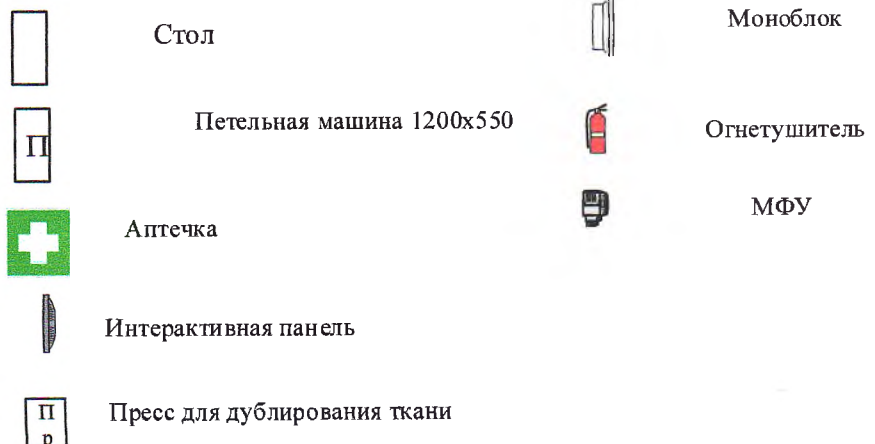 Стол
Моноблок
П
Петельная машина 1200х550
Огнетушитель
Аптечка
МФУ
Интерактивная панель
П
р
Пресс для дублирования ткани